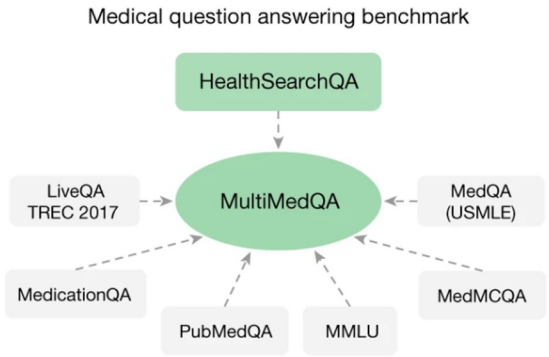 Medical question answering benchmark
HealthSearchQA
MultiMedQA
LiveQA
TREC 2017
MedQA
(USMLE)
MedicationQA
MedMCQA
PubMedQA
MMLU